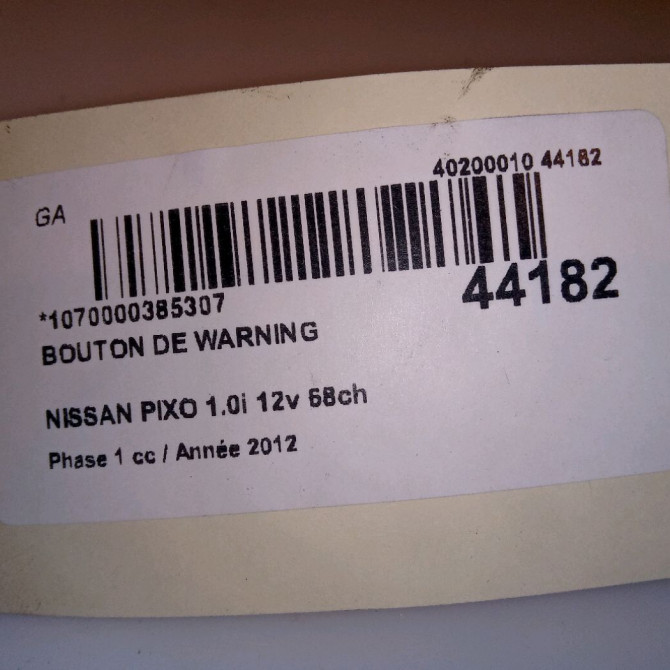 GA
40200010 44182
*1070000385307
44182
BOUTON DE WARNING
NISSAN PIXO 1.0i 12v 68ch
Phase 1 cc / Année 2012